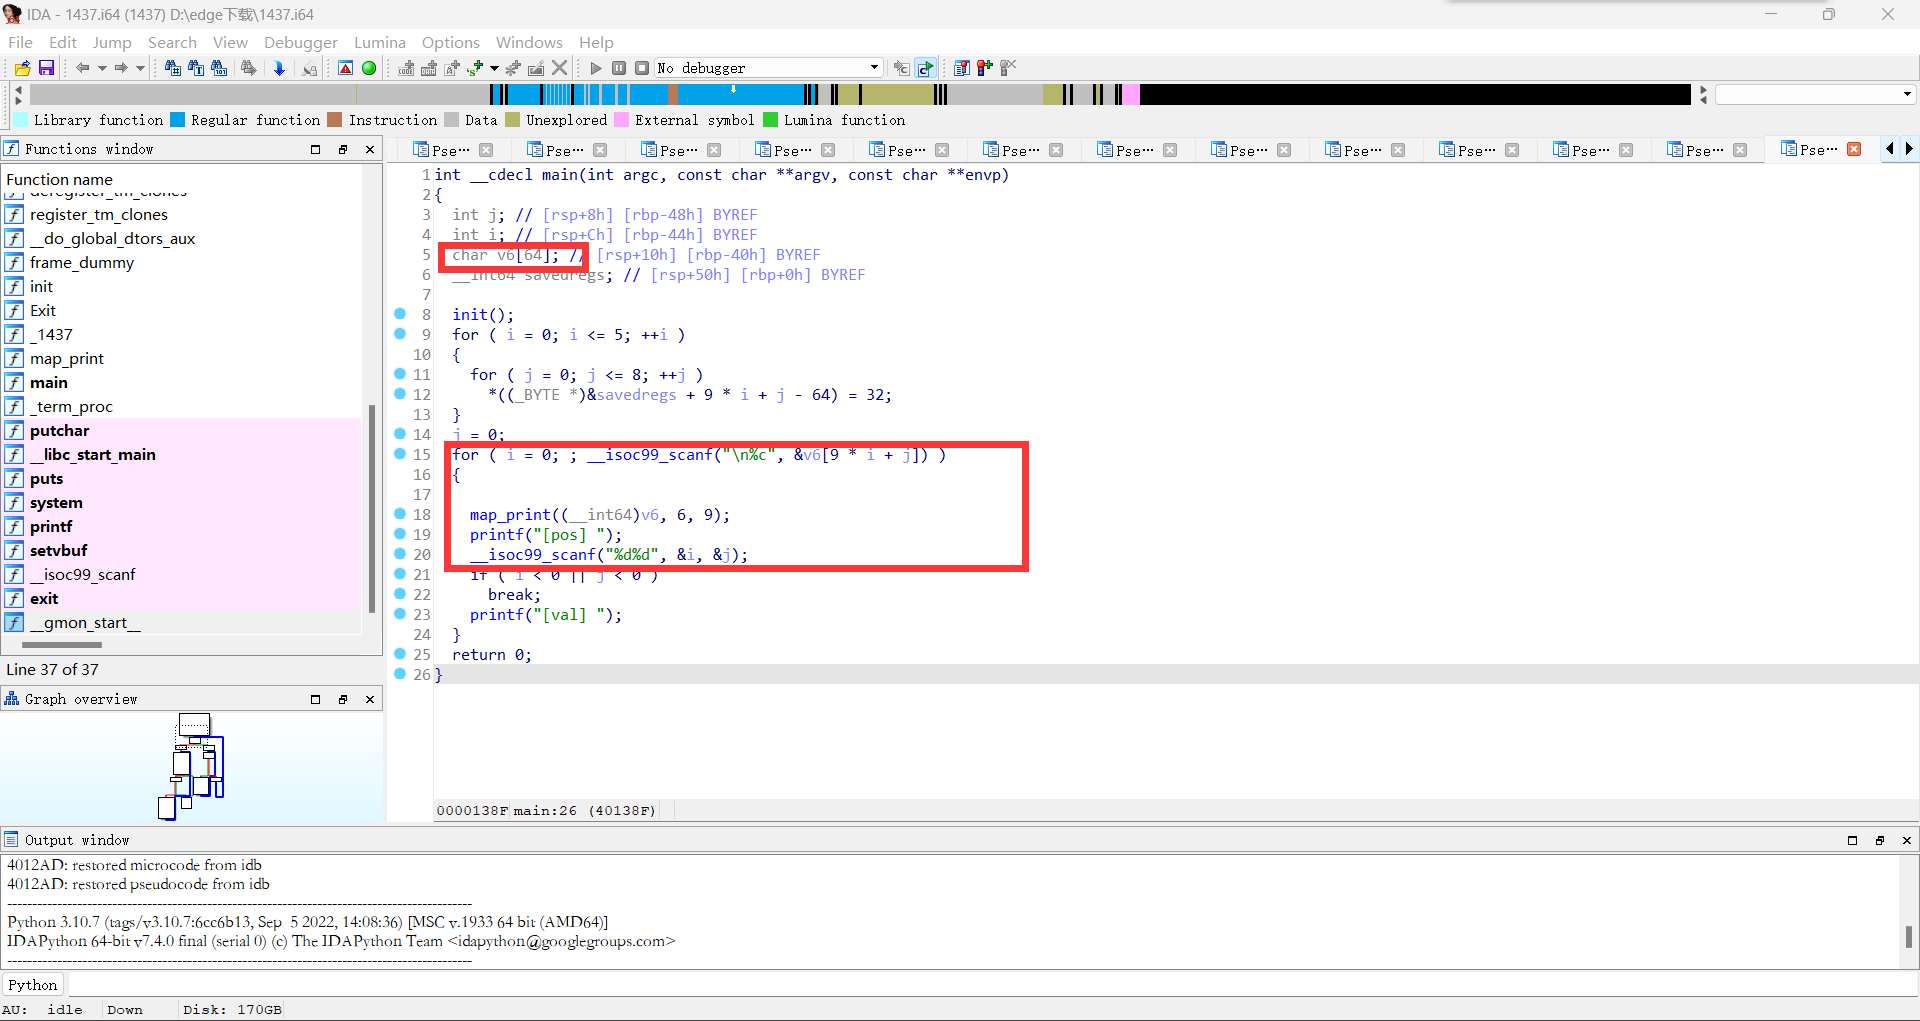 IDA - 1437.i64 (1437) D:\edge下载\1437.i64
File Edit Jump Search View Debugger Lumina Options Windows Help
No debugger
Library function Regular function Instruction Data Unexplored External symbol Lumina function
Functions window
Pse… Pse… Pse… Pse… Pse… Pse… Pse… Pse… Pse… Pse… Pse… Pse… Pse…
Function name
deregister_tm_clones
register_tm_clones
__do_global_dtors_aux
frame_dummy
init
Exit
_1437
map_print
main
_term_proc
putchar
__libc_start_main
puts
system
printf
setvbuf
__isoc99_scanf
exit
__gmon_start__
Line 37 of 37
Graph overview
1 int __cdecl main(int argc, const char **argv, const char **envp)
2 {
3 int j; // [rsp+8h] [rbp-48h] BYREF
4 int i; // [rsp+Ch] [rbp-44h] BYREF
5 char v6[64]; // [rsp+10h] [rbp-40h] BYREF
6 __int64 savedregs; // [rsp+50h] [rbp+0h] BYREF
7
8 init();
9 for ( i = 0; i <= 5; ++i )
10 {
11 for ( j = 0; j <= 8; ++j )
12 *((_BYTE *)&savedregs + 9 * i + j - 64) = 32;
13 }
14 j = 0;
15 for ( i = 0; ; __isoc99_scanf("\n%c", &v6[9 * i + j]) )
16 {
17
18 map_print((__int64)v6, 6, 9);
19 printf("[pos] ");
20 __isoc99_scanf("%d%d", &i, &j);
21 if ( i < 0 || j < 0 )
22 break;
23 printf("[val] ");
24 }
25 return 0;
26 }
0000138F main:26 (40138F)
Output window
4012AD: restored microcode from idb
4012AD: restored pseudocode from idb
---------------------------------------------------------------------------------------------
Python 3.10.7 (tags/v3.10.7:6cc6b13, Sep 5 2022, 14:08:36) [MSC v.1933 64 bit (AMD64)]
IDAPython 64-bit v7.4.0 final (serial 0) (c) The IDAPython Team <idapython@googlegroups.com>
---------------------------------------------------------------------------------------------
Python
AU: idle Down Disk: 170GB